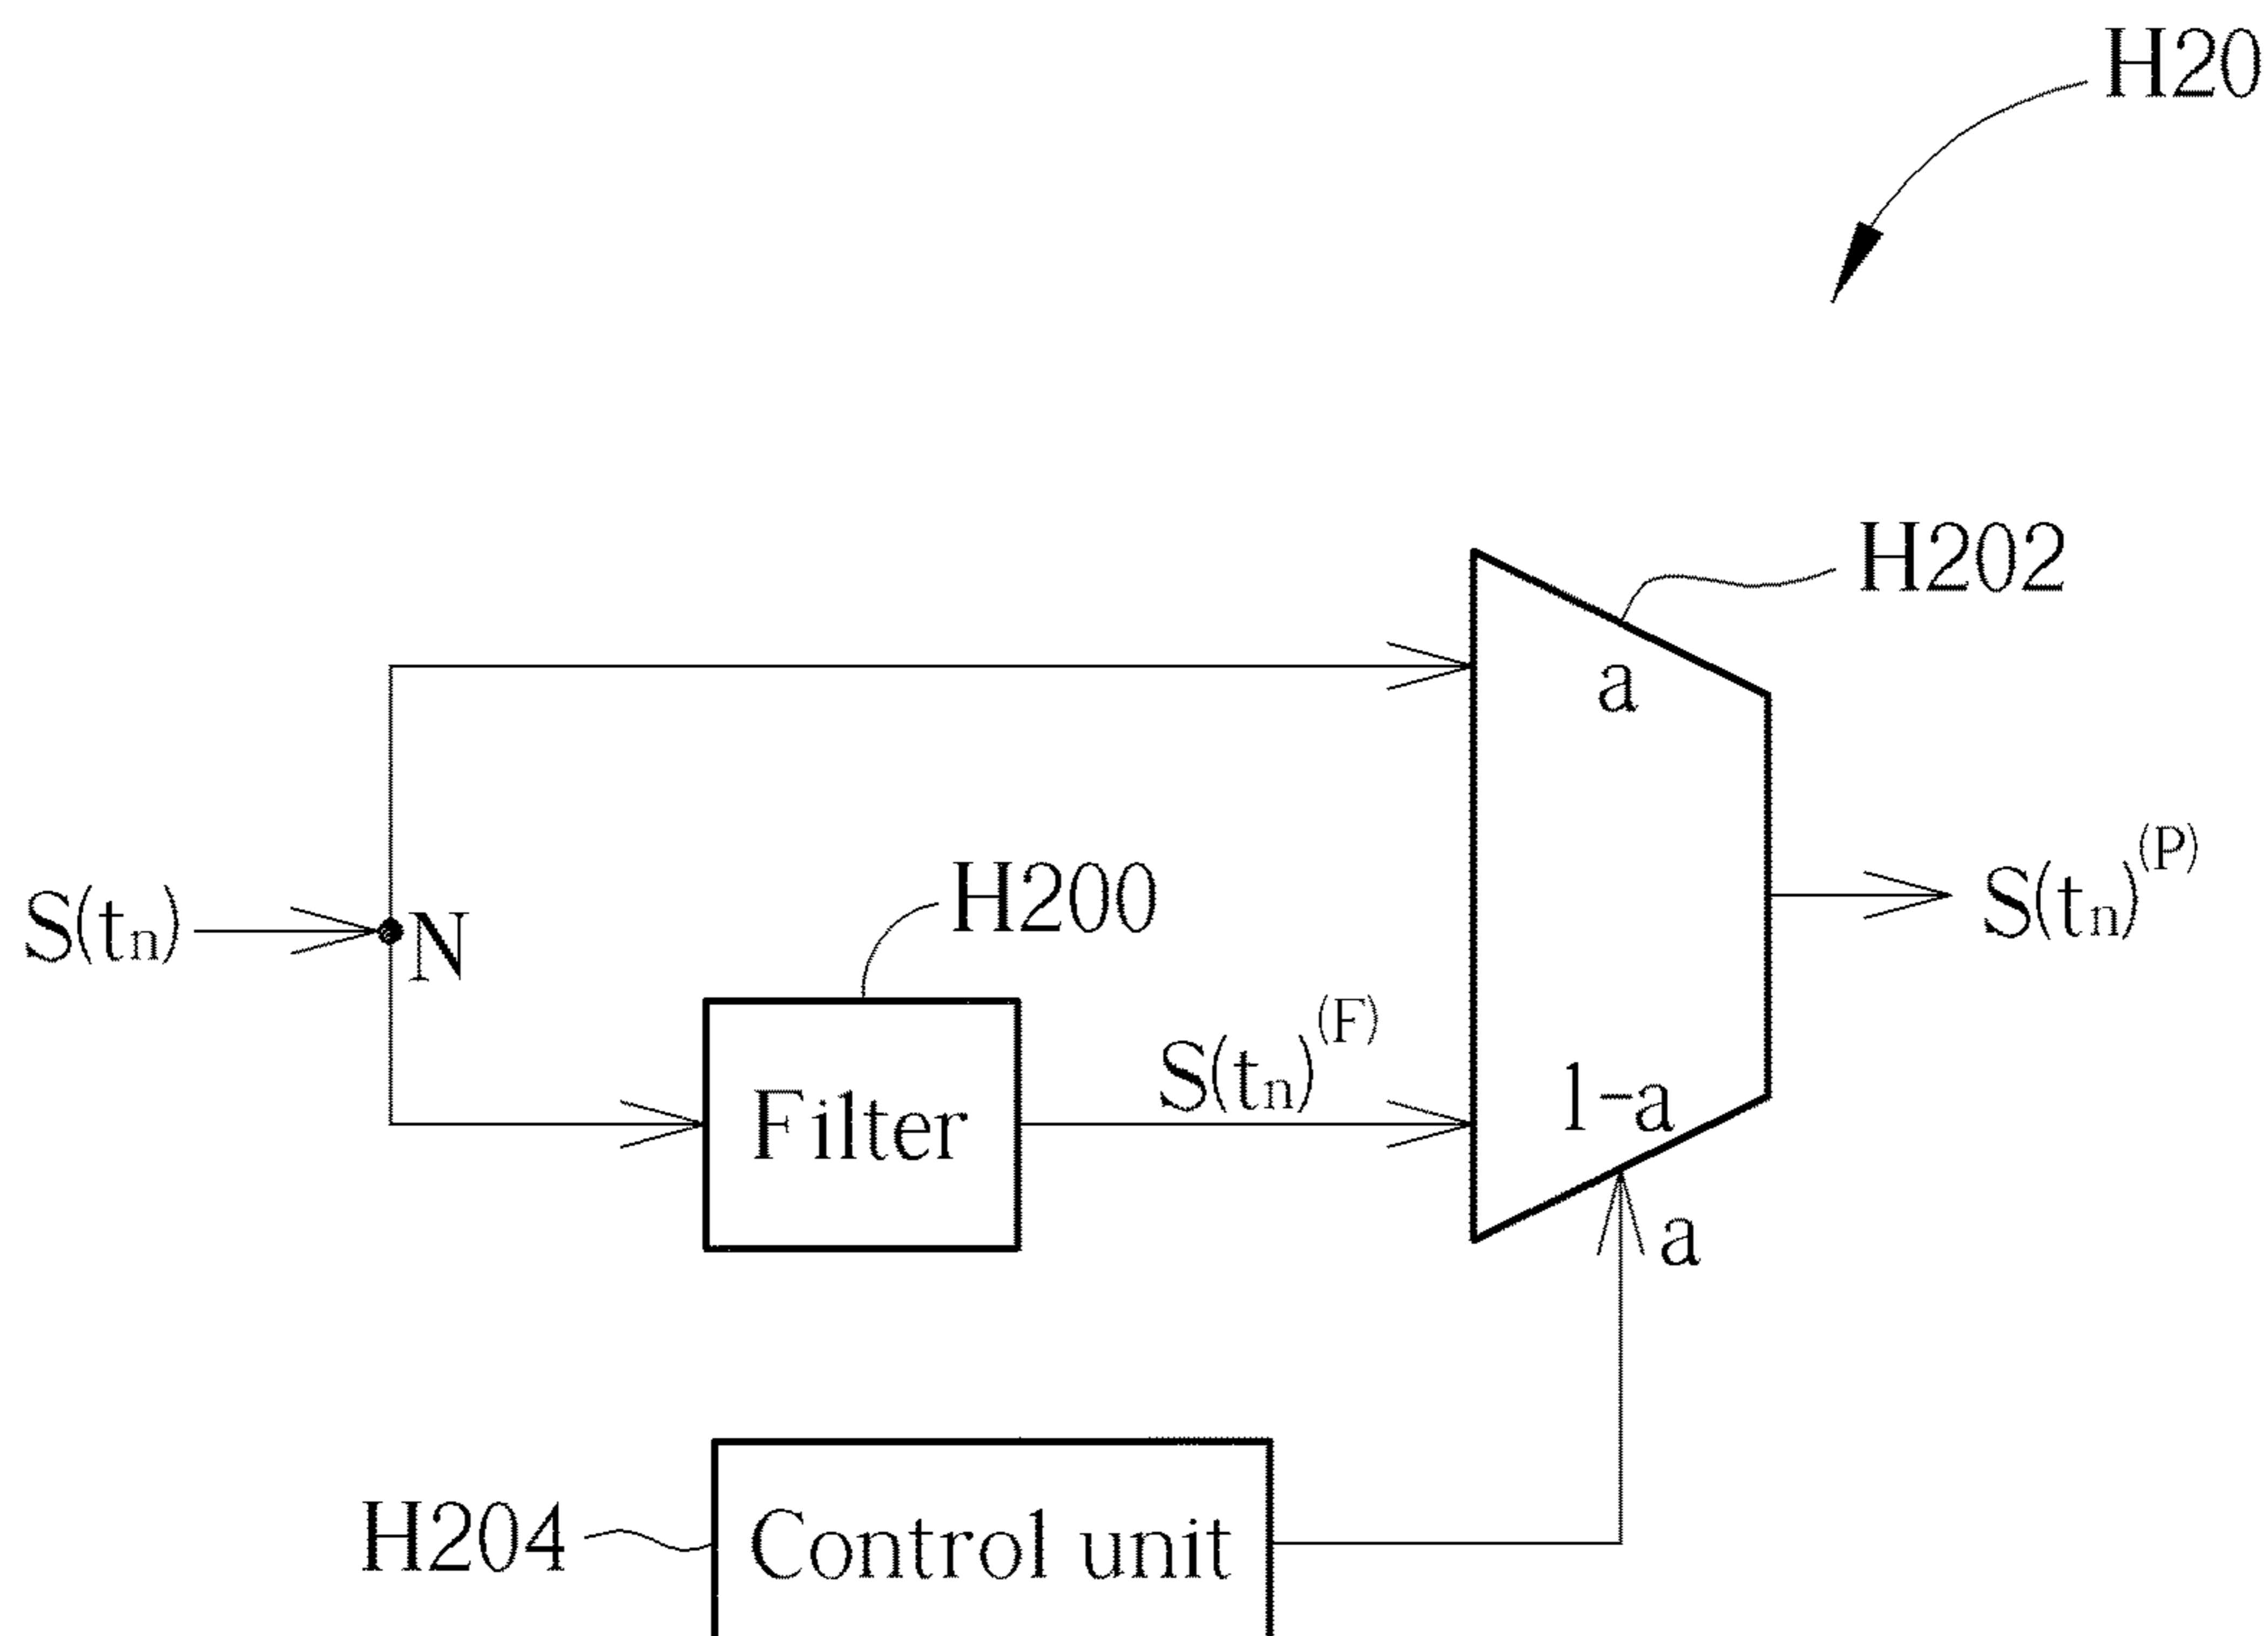 H20
H202
a
S(tn)
N
H200
S(tn)(P)
Filter
S(tn)(F)
1-a
a
H204
Control unit